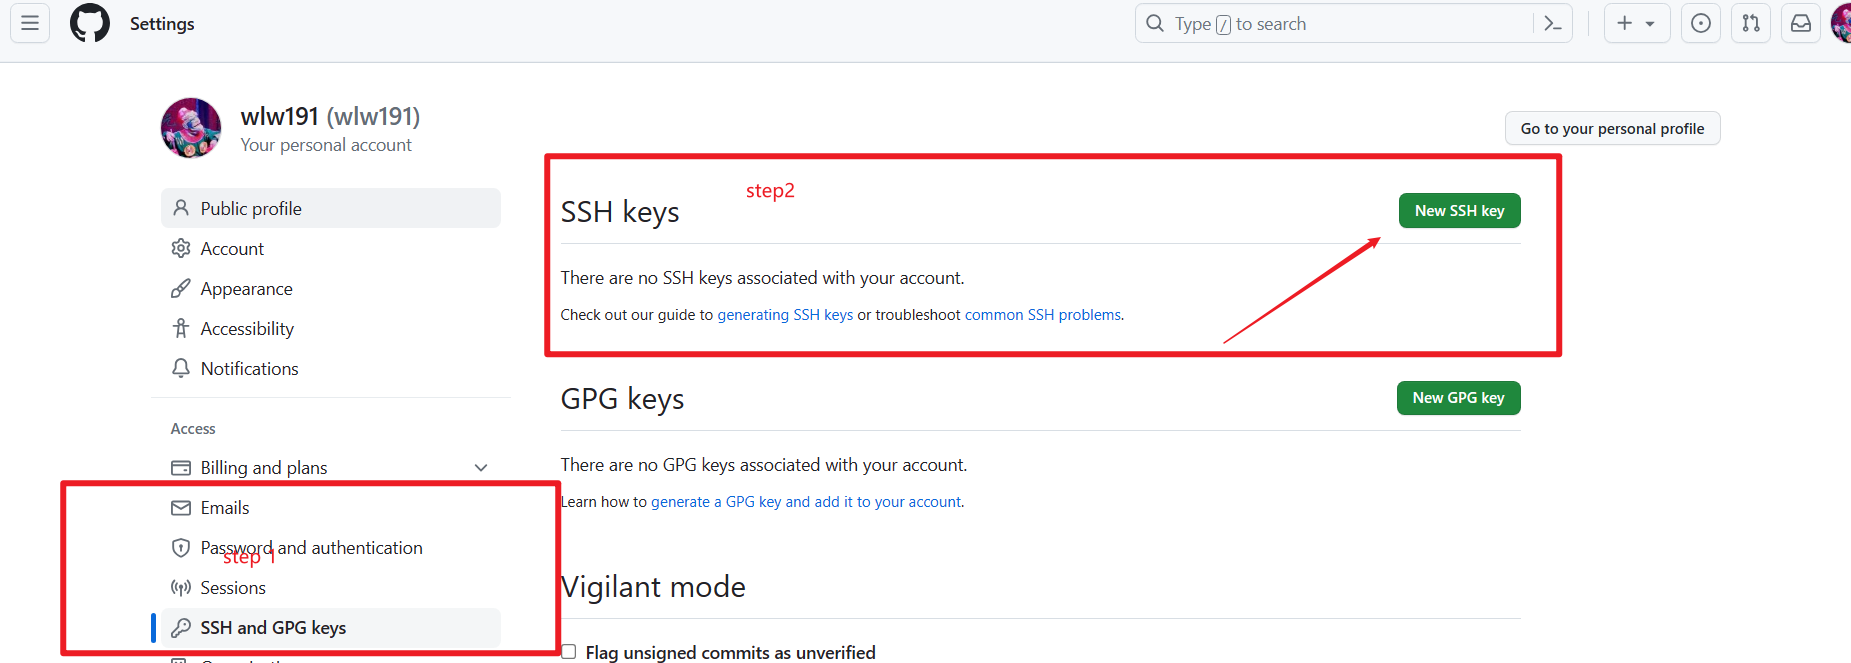 Settings
Type / to search
wlw191 (wlw191)
Your personal account
Go to your personal profile
Public profile
Account
Appearance
Accessibility
Notifications
Access
Billing and plans
Emails
Password and authentication
step 1
Sessions
SSH and GPG keys
step2
SSH keys
New SSH key
There are no SSH keys associated with your account.
Check out our guide to generating SSH keys or troubleshoot common SSH problems.
GPG keys
New GPG key
There are no GPG keys associated with your account.
Learn how to generate a GPG key and add it to your account.
Vigilant mode
Flag unsigned commits as unverified